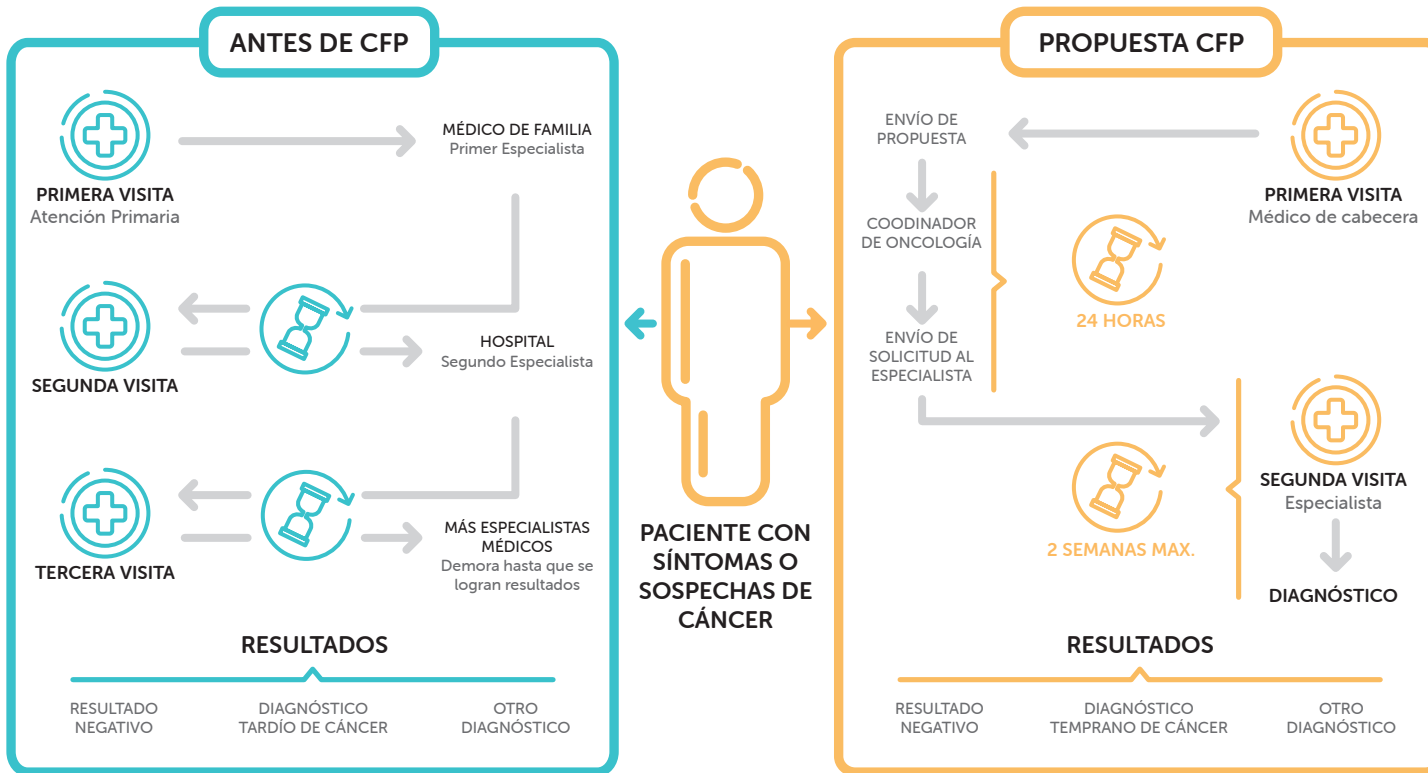 ANTES DE CFP
PRIMERA VISITA
Atención Primaria
MÉDICO DE FAMILIA
Primer Especialista
SEGUNDA VISITA
HOSPITAL
Segundo Especialista
TERCERA VISITA
MÁS ESPECIALISTAS
MÉDICOS
Demora hasta que se
logran resultados
RESULTADOS
RESULTADO
NEGATIVO
DIAGNÓSTICO
TARDÍO DE CÁNCER
OTRO
DIAGNÓSTICO
PACIENTE CON
SÍNTOMAS O
SOSPECHAS DE
CÁNCER
PROPUESTA CFP
PRIMERA VISITA
Médico de cabecera
ENVÍO DE
PROPUESTA
COODINADOR
DE ONCOLOGÍA
ENVÍO DE
SOLICITUD AL
ESPECIALISTA
24 HORAS
SEGUNDA VISITA
Especialista
2 SEMANAS MAX.
DIAGNÓSTICO
RESULTADOS
RESULTADO
NEGATIVO
DIAGNÓSTICO
TEMPRANO DE CÁNCER
OTRO
DIAGNÓSTICO